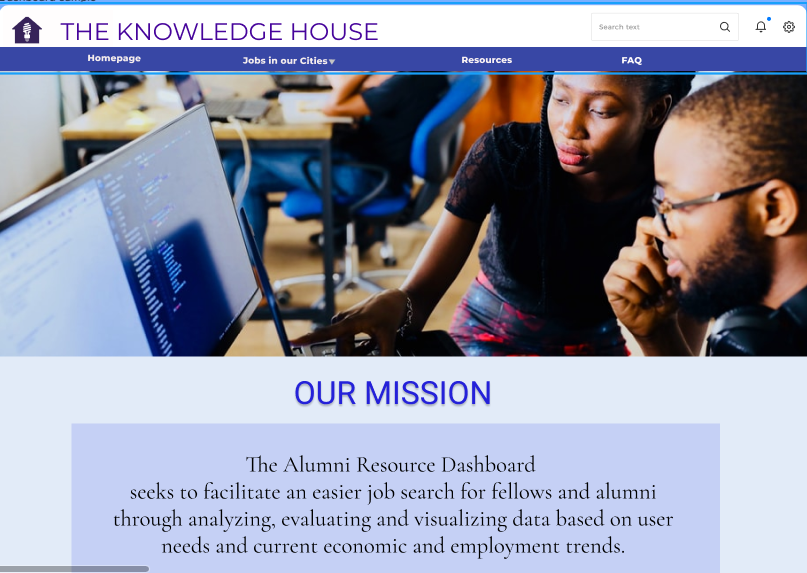 THE KNOWLEDGE HOUSE
Search text
Homepage
Jobs in our Cities
Resources
FAQ
OUR MISSION
The Alumni Resource Dashboard
seeks to facilitate an easier job search for fellows and alumni
through analyzing, evaluating and visualizing data based on user
needs and current economic and employment trends.